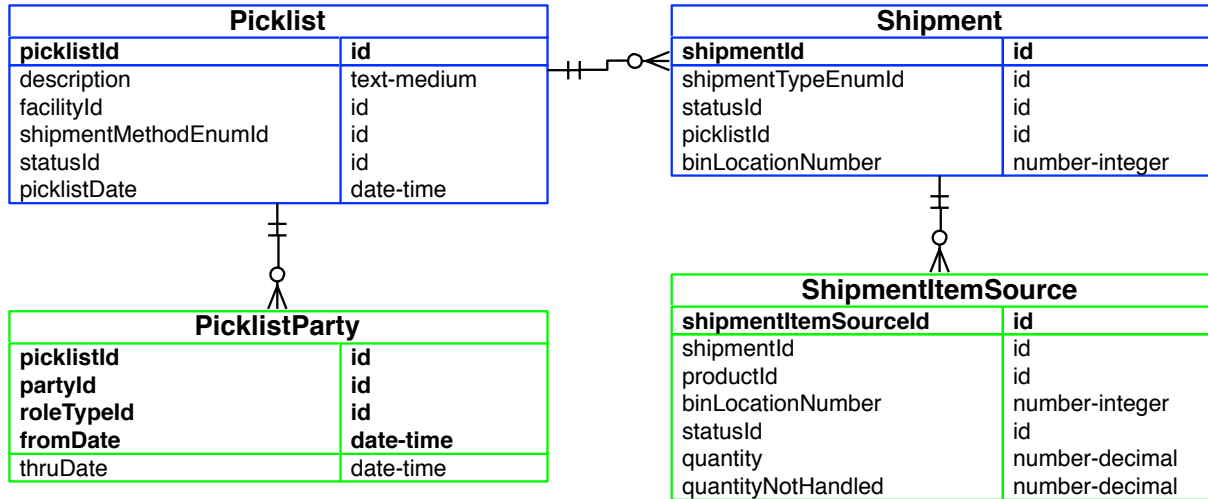 Picklist
picklistId id
description text-medium
facilityId id
shipmentMethodEnumId id
statusId id
picklistDate date-time
Shipment
shipmentId id
shipmentTypeEnumId id
statusId id
picklistId id
binLocationNumber number-integer
PicklistParty
picklistId id
partyId id
roleTypeId id
fromDate date-time
thruDate date-time
ShipmentItemSource
shipmentItemSourceId id
shipmentId id
productId id
binLocationNumber number-integer
statusId id
quantity number-decimal
quantityNotHandled number-decimal